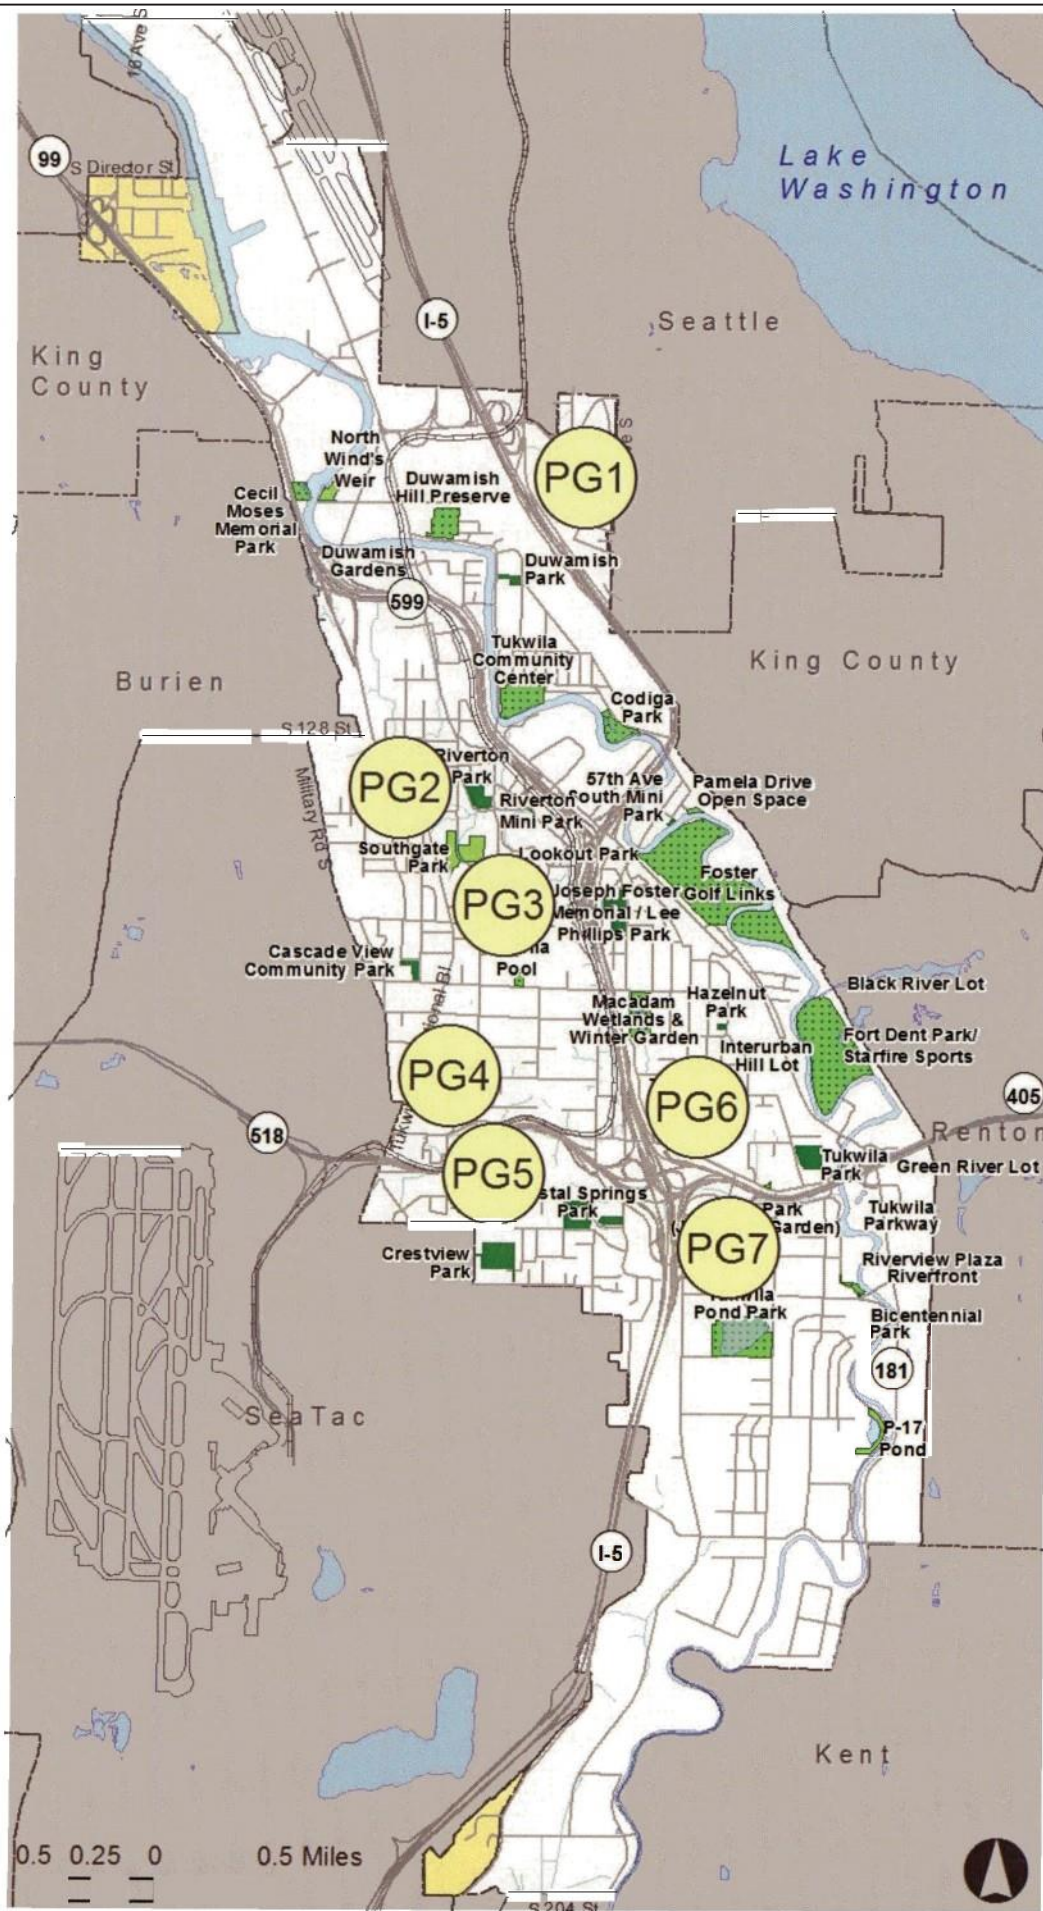 18 Ave S
99
S Director St
Lake
Washington
I-5
Seattle
King
County
North
Wind's
Weir
Duwamish
Hill Preserve
PG1
Cecil
Moses
Memorial
Park
Duwamish
Gardens
Duwamish
Park
599
Tukwila
Community
Center
King County
Burien
Codiga
Park
S 128 St
Military Rd S
PG2
Riverton
Park
Riverton
Mini Park
57th Ave
South Mini
Park
Pamela Drive
Open Space
Southgate
Park
Lookout Park
Foster
Golf Links
PG3
Joseph Foster
Memorial / Lee
Phillips Park
Pool
Cascade View
Community Park
Black River Lot
Macadam
Wetlands &
Winter Garden
Hazelnut
Park
Interurban
Hill Lot
Fort Dent Park/
Starfire Sports
PG4
PG6
405
518
Renton
Tukwila
Park
Green River Lot
PG5
stal Springs
Park
Park
Garden)
Tukwila
Parkway
PG7
Crestview
Park
Riverview Plaza
Riverfront
Tukwila
Pond Park
Bicentennial
Park
181
SeaTac
P-17
Pond
I-5
Kent
0.5 0.25 0 0.5 Miles
S 204 St